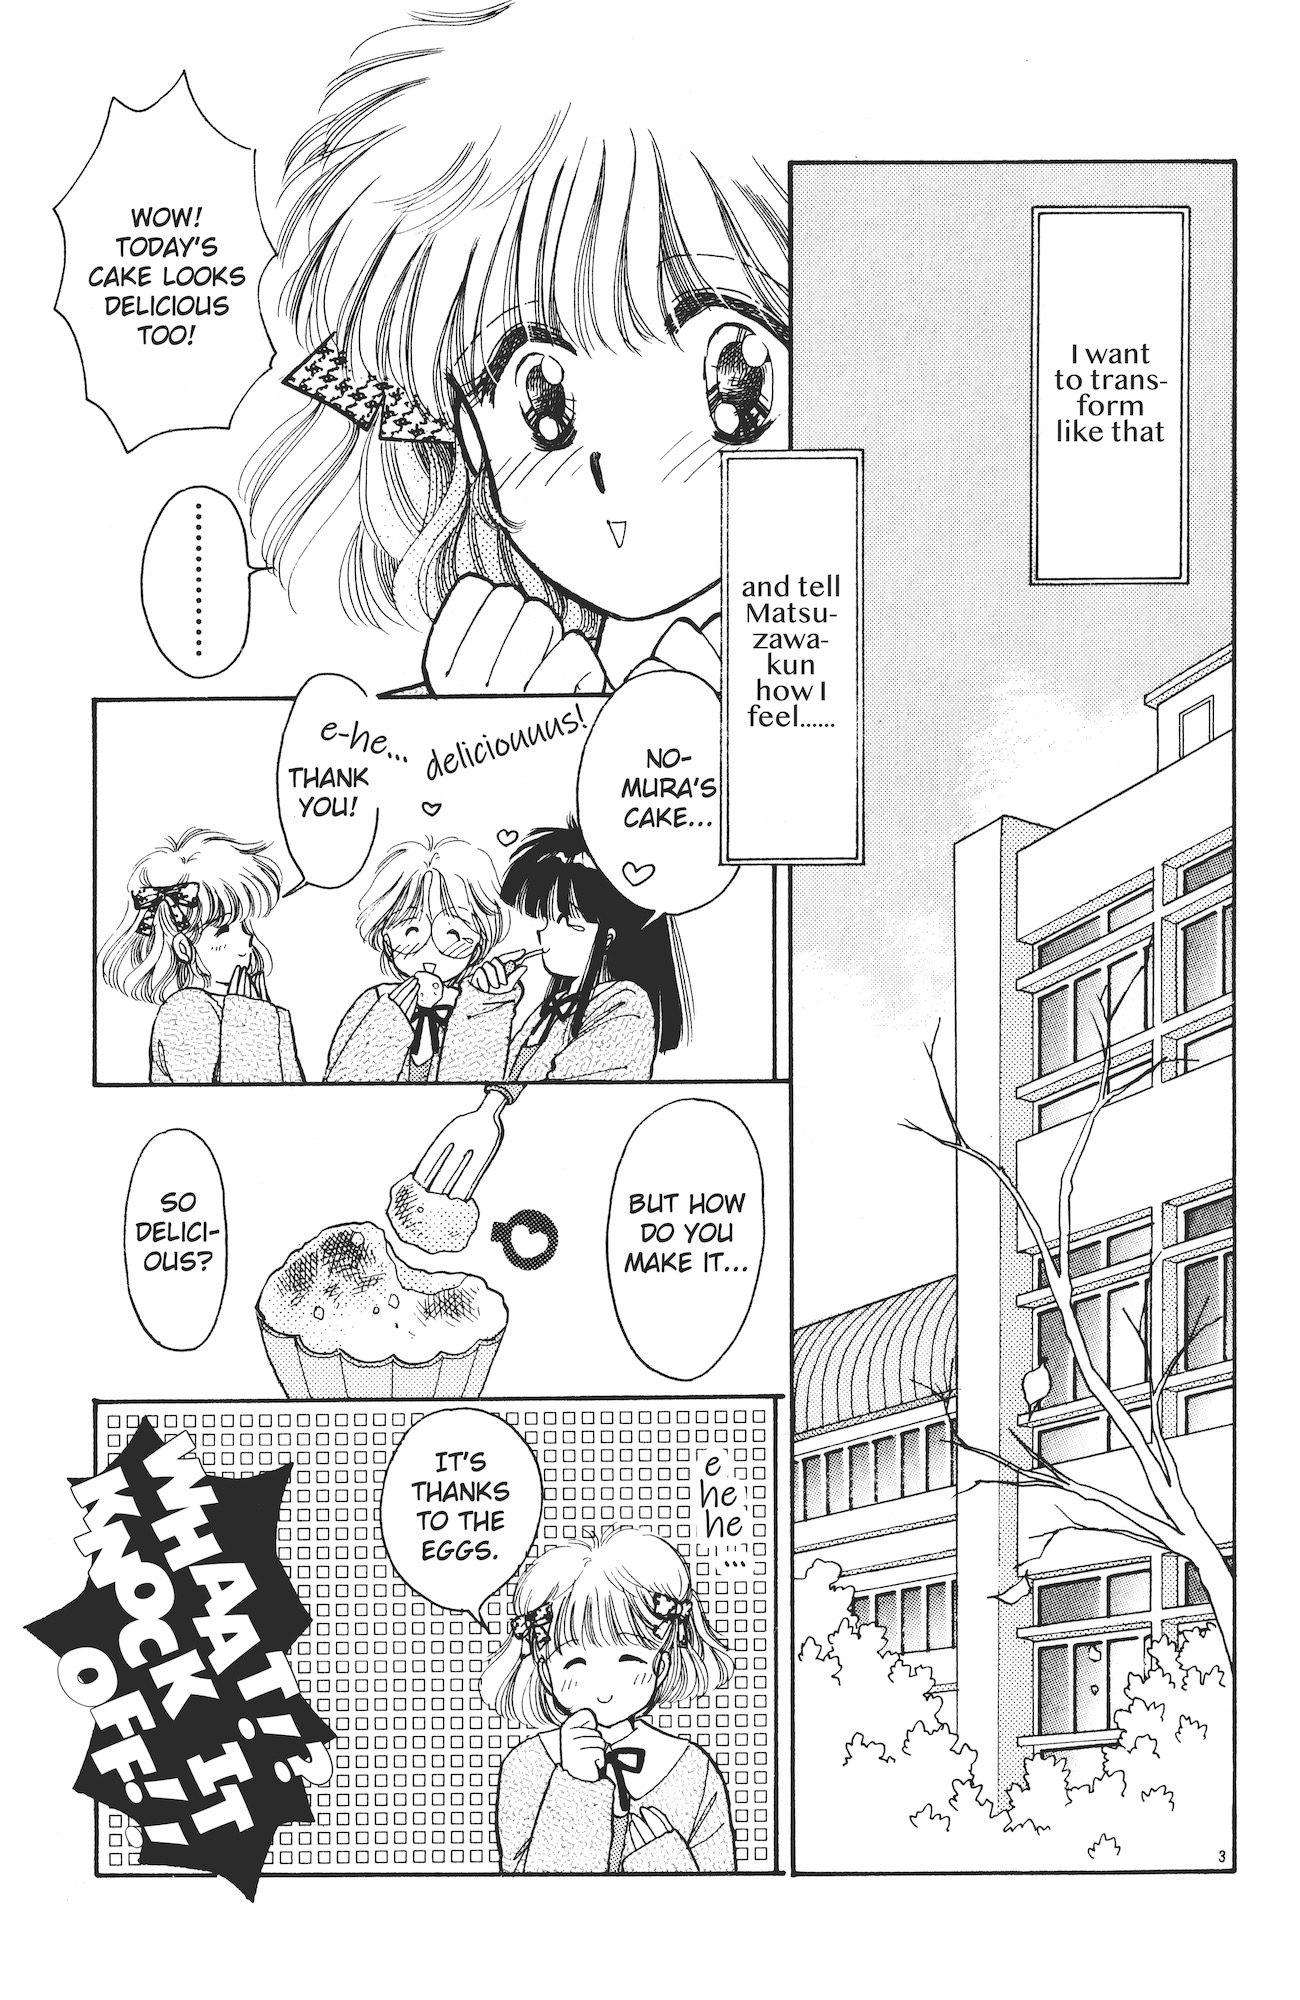 I want
to trans-
form
like that
and tell
Matsu-
zawa-
kun
how I
feel......
WOW!
TODAY'S
CAKE LOOKS
DELICIOUS
TOO!
..............
NO-
MURA'S
CAKE...
deliciouuus!
e-he...
THANK
YOU!
BUT HOW
DO YOU
MAKE IT...
SO
DELICI-
OUS?
e
he
he
...
IT'S
THANKS
TO THE
EGGS.
WHAAT!?
KNOCK IT
OFF!!
3